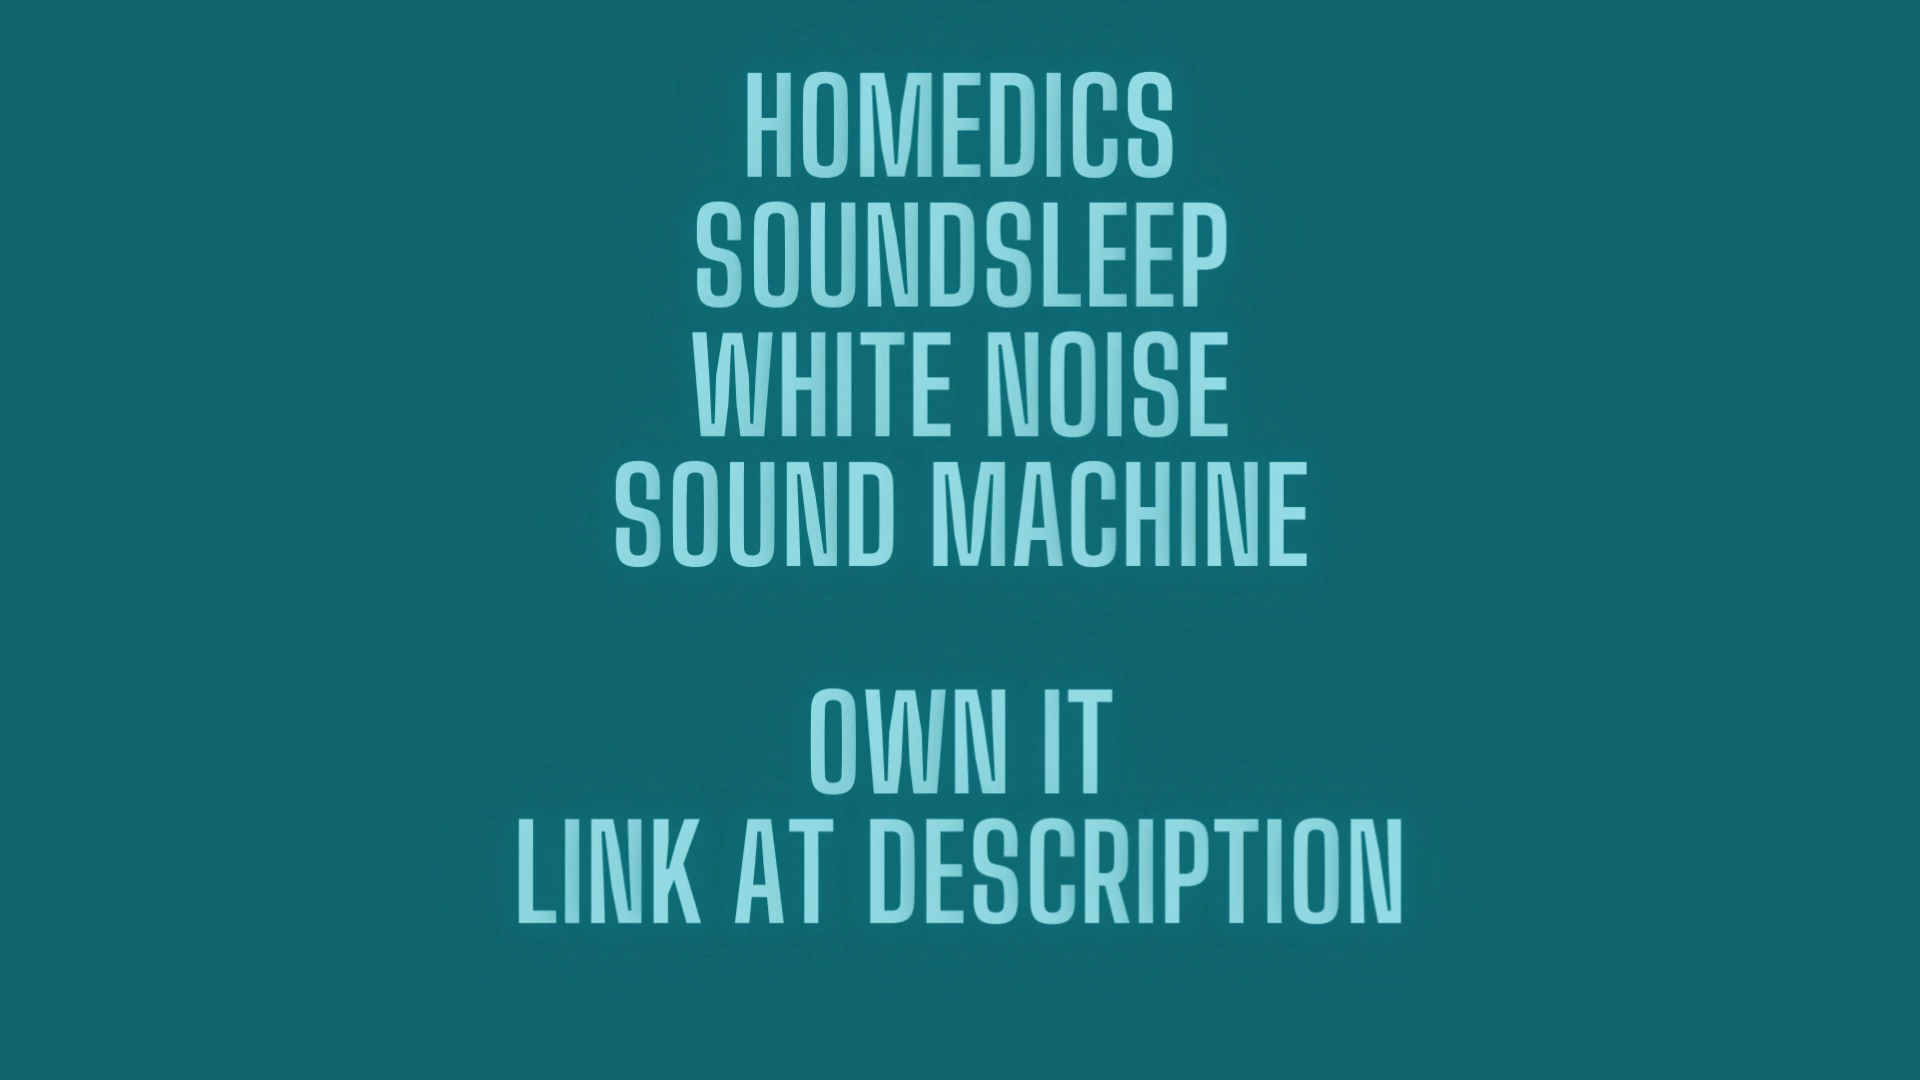 HOMEDICS
SOUNDSLEEP
WHITE NOISE
SOUND MACHINE
OWN IT
LINK AT DESCRIPTION